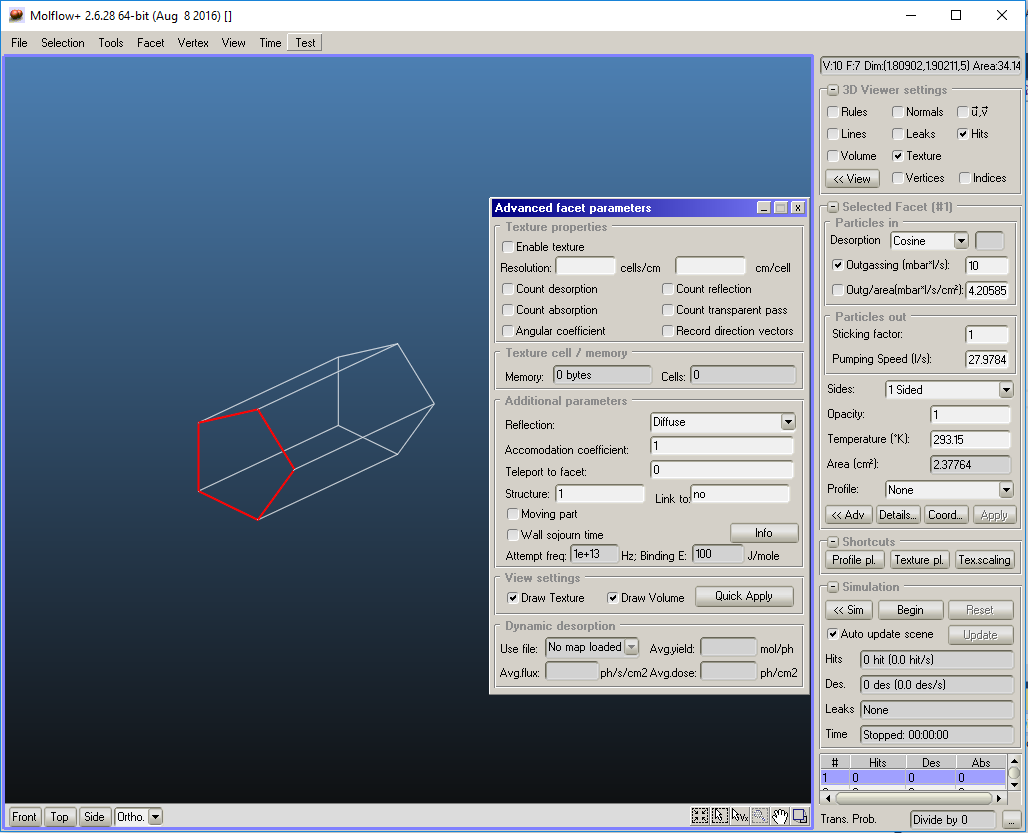 Molflow+ 2.6.28 64-bit (Aug 8 2016) []
File Selection Tools Facet Vertex View Time Test
V:10 F:7 Dim:(1.80902,1.90211,5) Area:34.14
3D Viewer settings
Rules Normals u,v
Lines Leaks Hits
Volume Texture
<< View Vertices Indices
Selected Facet (#1)
Particles in
Desorption Cosine
Outgassing (mbar*l/s): 10
Outg/area(mbar*l/s/cm²): 4.20585
Particles out
Sticking factor: 1
Pumping Speed (l/s): 27.9784
Sides: 1 Sided
Opacity: 1
Temperature (°K): 293.15
Area (cm²): 2.37764
Profile: None
<< Adv Details... Coord... Apply
Shortcuts
Profile pl. Texture pl. Tex.scaling
Simulation
<< Sim Begin Reset
Auto update scene Update
Hits 0 hit (0.0 hit/s)
Des. 0 des (0.0 des/s)
Leaks None
Time Stopped: 00:00:00
# Hits Des Abs
1 0 0 0
Trans. Prob. Divide by 0 ...
Advanced facet parameters
Texture properties
Enable texture
Resolution: cells/cm cm/cell
Count desorption Count reflection
Count absorption Count transparent pass
Angular coefficient Record direction vectors
Texture cell / memory
Memory: 0 bytes Cells: 0
Additional parameters
Reflection: Diffuse
Accomodation coefficient: 1
Teleport to facet: 0
Structure: 1 Link to: no
Moving part
Wall sojourn time Info
Attempt freq: 1e+13 Hz; Binding E: 100 J/mole
View settings
Draw Texture Draw Volume Quick Apply
Dynamic desorption
Use file: No map loaded Avg.yield: mol/ph
Avg.flux: ph/s/cm2 Avg.dose: ph/cm2
Front Top Side Ortho.